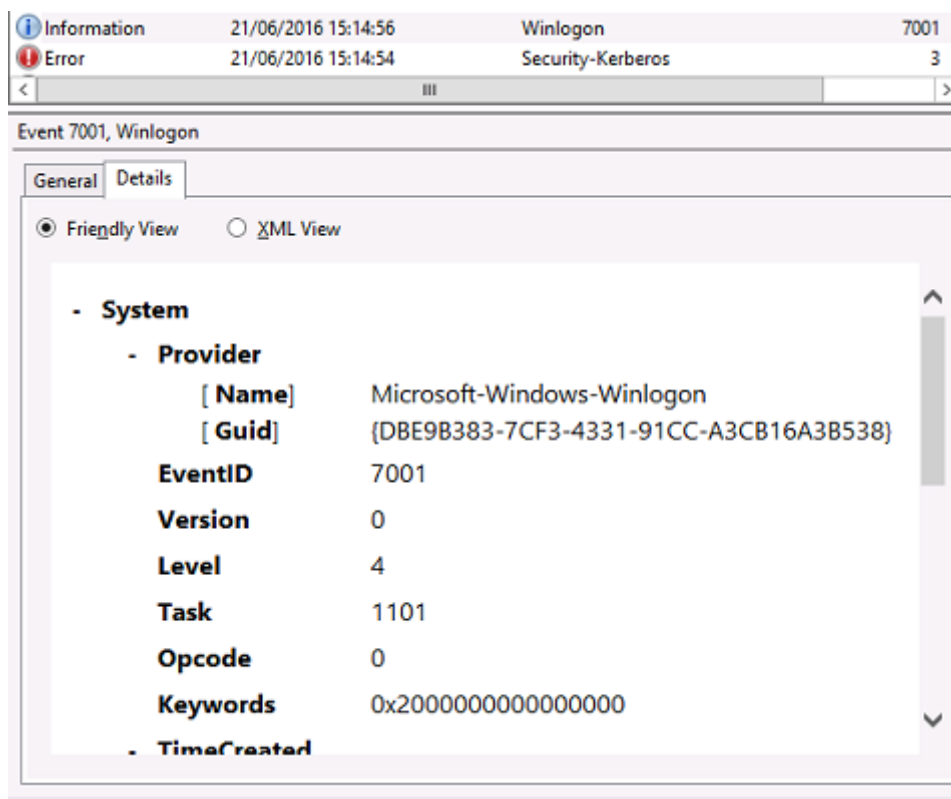 Information 21/06/2016 15:14:56 Winlogon 7001
Error 21/06/2016 15:14:54 Security-Kerberos 3
Event 7001, Winlogon
General Details
Friendly View XML View
- System
- Provider
[ Name] Microsoft-Windows-Winlogon
[ Guid] {DBE9B383-7CF3-4331-91CC-A3CB16A3B538}
EventID 7001
Version 0
Level 4
Task 1101
Opcode 0
Keywords 0x2000000000000000
- TimeCreated